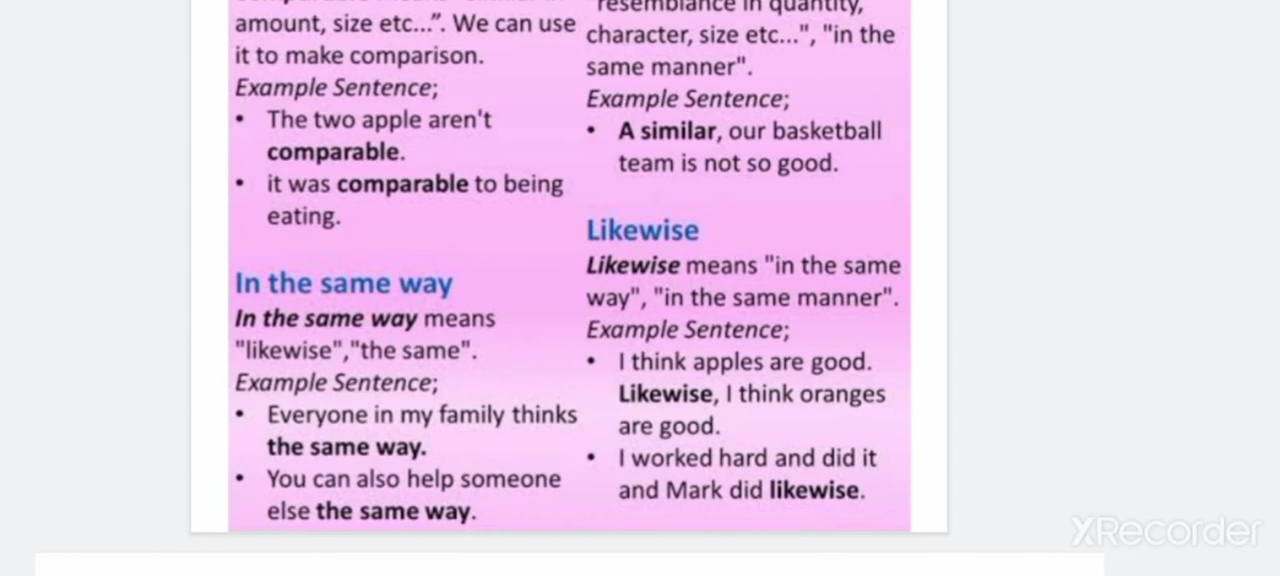 amount, size etc...”. We can use
it to make comparison.
Example Sentence;
• The two apple aren't
comparable.
• it was comparable to being
eating.
In the same way
In the same way means
"likewise","the same".
Example Sentence;
• Everyone in my family thinks
the same way.
• You can also help someone
else the same way.
"resemblance in quantity,
character, size etc...", "in the
same manner".
Example Sentence;
• A similar, our basketball
team is not so good.
Likewise
Likewise means "in the same
way", "in the same manner".
Example Sentence;
• I think apples are good.
Likewise, I think oranges
are good.
• I worked hard and did it
and Mark did likewise.
XRecorder